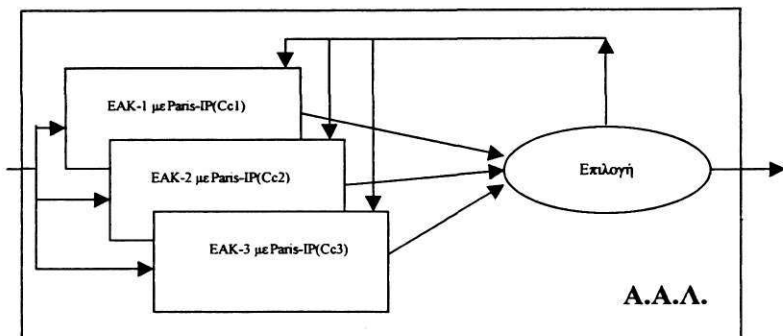 ΕΑΚ-1 με Paris-IP(Cc1)
ΕΑΚ-2 με Paris-IP(Cc2)
ΕΑΚ-3 με Paris-IP(Cc3)
Επιλογή
Α.Α.Λ.